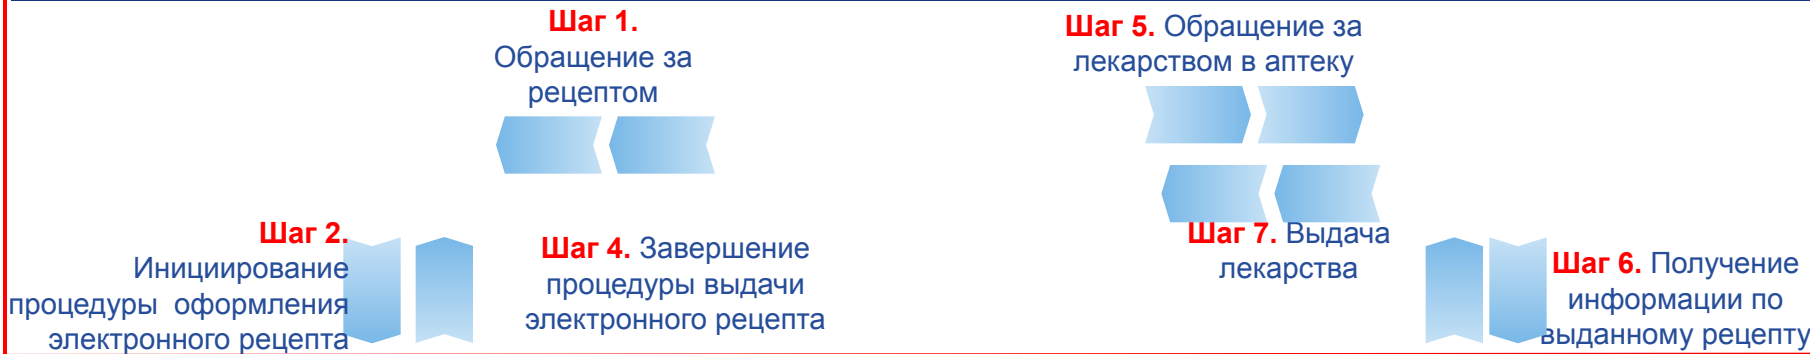 Шаг 1.
Обращение за
рецептом
Шаг 5. Обращение за
лекарством в аптеку
Шаг 2.
Инициирование
процедуры оформления
электронного рецепта
Шаг 4. Завершение
процедуры выдачи
электронного рецепта
Шаг 7. Выдача
лекарства
Шаг 6. Получение
информации по
выданному рецепту